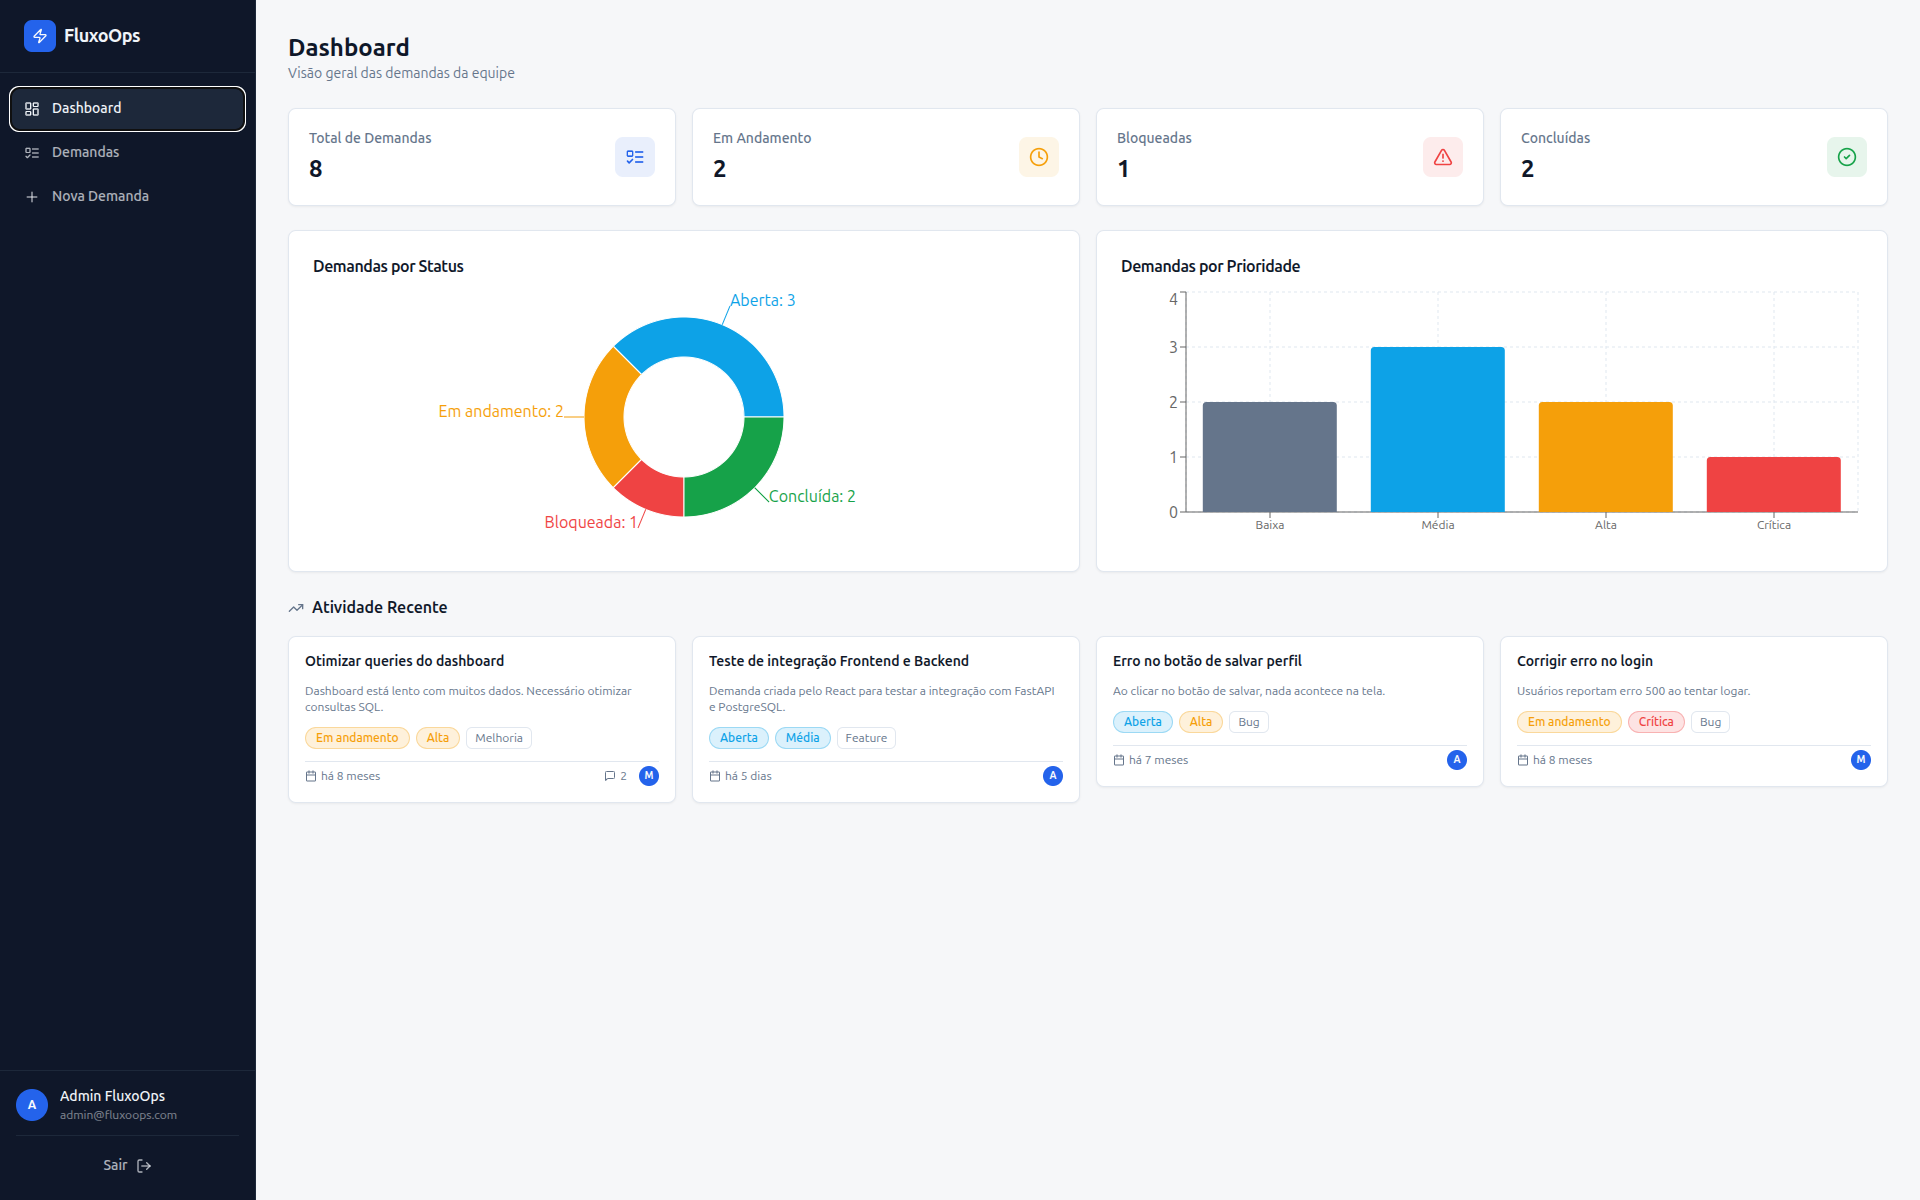 FluxoOps
Dashboard
Demandas
Nova Demanda
Admin FluxoOps
A
admin@fluxoops.com
Sair
Dashboard
Visão geral das demandas da equipe
Total de Demandas
8
Em Andamento
2
Bloqueadas
1
Concluídas
2
Demandas por Status
Aberta: 3
Em andamento: 2
Concluída: 2
Bloqueada: 1
Demandas por Prioridade
4
3
2
1
0
Baixa Média Alta Crítica
Atividade Recente
Otimizar queries do dashboard
Dashboard está lento com muitos dados. Necessário otimizar
consultas SQL.
Em andamento Alta Melhoria
há 8 meses 2 M
Teste de integração Frontend e Backend
Demanda criada pelo React para testar a integração com FastAPI
e PostgreSQL.
Aberta Média Feature
há 5 dias A
Erro no botão de salvar perfil
Ao clicar no botão de salvar, nada acontece na tela.
Aberta Alta Bug
há 7 meses A
Corrigir erro no login
Usuários reportam erro 500 ao tentar logar.
Em andamento Crítica Bug
há 8 meses M